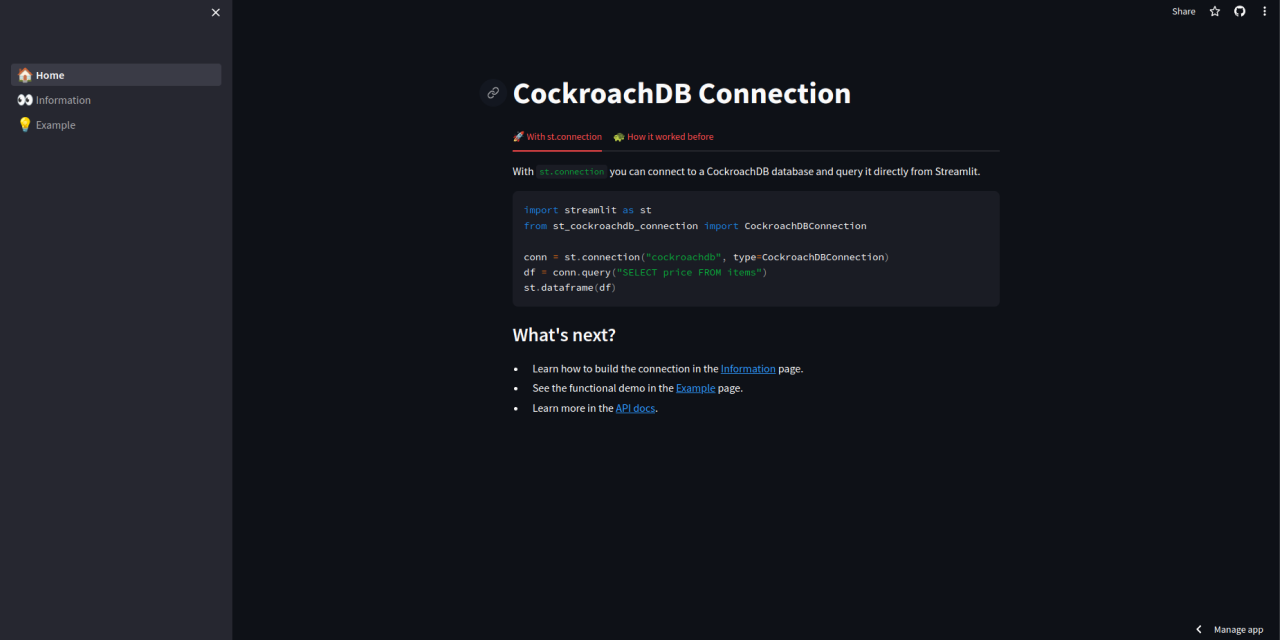 Share
Home
Information
Example
CockroachDB Connection
With st.connection How it worked before
With st.connection you can connect to a CockroachDB database and query it directly from Streamlit.
import streamlit as st
from st_cockroachdb_connection import CockroachDBConnection
conn = st.connection("cockroachdb", type=CockroachDBConnection)
df = conn.query("SELECT price FROM items")
st.dataframe(df)
What's next?
• Learn how to build the connection in the Information page.
• See the functional demo in the Example page.
• Learn more in the API docs.
Manage app